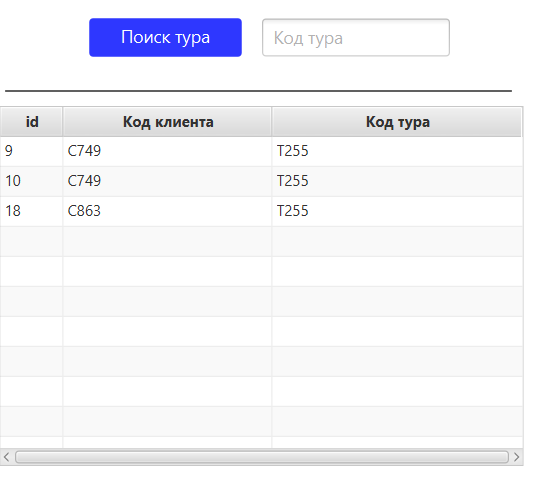 Поиск тура Код тура
id Код клиента Код тура
9 C749 T255
10 C749 T255
18 C863 T255